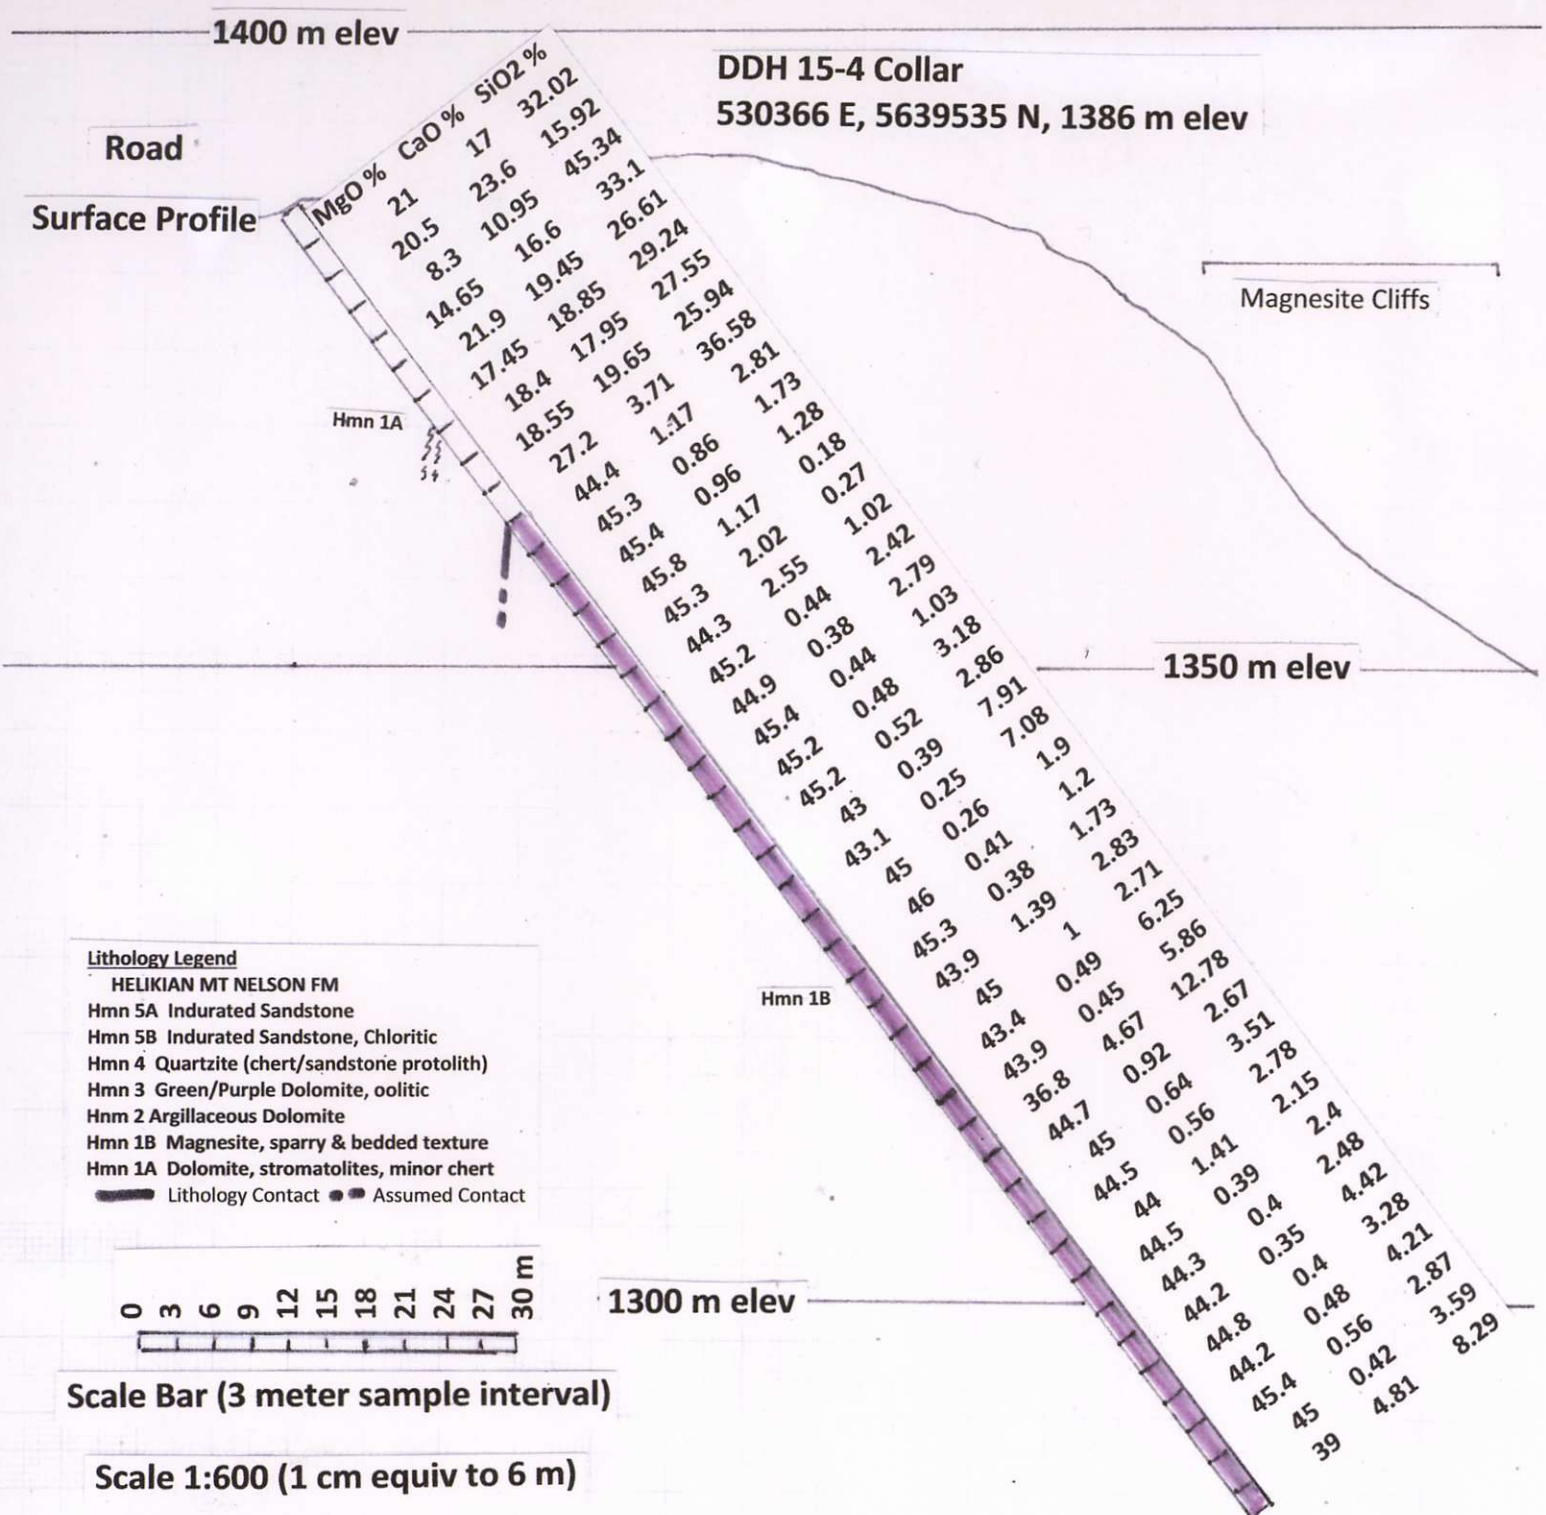 1400 m elev
DDH 15-4 Collar
530366 E, 5639535 N, 1386 m elev
Road
Surface Profile
Magnesite Cliffs
MgO % CaO % SiO2 %
21 17 32.02
20.5 23.6 15.92
8.3 10.95 45.34
14.65 16.6 33.1
21.9 19.45 26.61
17.45 18.85 29.24
18.4 17.95 27.55
18.55 19.65 25.94
27.2 3.71 36.58
44.4 1.17 2.81
45.3 0.86 1.73
45.4 0.96 1.28
45.8 1.17 0.18
45.3 2.02 0.27
44.3 2.55 1.02
45.2 0.44 2.42
44.9 0.38 2.79
45.4 0.44 1.03
45.2 0.48 3.18
45.2 0.52 2.86
43 0.39 7.91
43.1 0.25 7.08
45 0.26 1.9
46 0.41 1.2
45.3 0.38 1.73
43.9 1.39 2.83
45 1 2.71
43.4 0.49 6.25
43.9 0.45 5.86
36.8 4.67 12.78
44.7 0.92 2.67
45 0.64 3.51
44.5 0.56 2.78
44 1.41 2.15
44.5 0.39 2.4
44.3 0.4 2.48
44.2 0.35 4.42
44.8 0.4 3.28
44.2 0.48 4.21
45.4 0.56 2.87
45 0.42 3.59
39 4.81 8.29
Hmn 1A
1350 m elev
Hmn 1B
Lithology Legend
HELIKIAN MT NELSON FM
Hmn 5A Indurated Sandstone
Hmn 5B Indurated Sandstone, Chloritic
Hmn 4 Quartzite (chert/sandstone protolith)
Hmn 3 Green/Purple Dolomite, oolitic
Hnm 2 Argillaceous Dolomite
Hmn 1B Magnesite, sparry & bedded texture
Hmn 1A Dolomite, stromatolites, minor chert
Lithology Contact Assumed Contact
0 3 6 9 12 15 18 21 24 27 30 m
1300 m elev
Scale Bar (3 meter sample interval)
Scale 1:600 (1 cm equiv to 6 m)